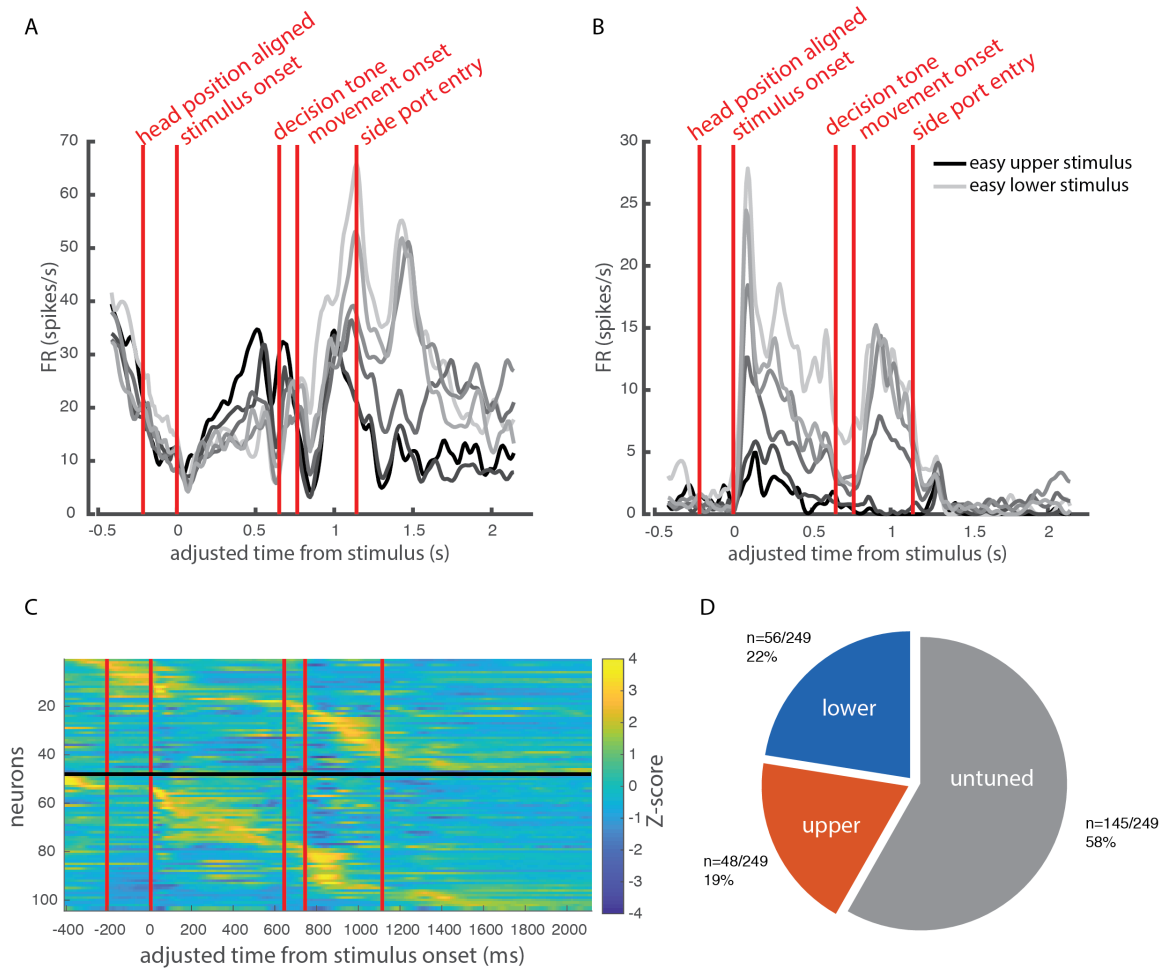 A
head position aligned
stimulus onset
decision tone
movement onset
side port entry
70
60
50
40
30
20
10
0
FR (spikes/s)
-0.5
0
0.5
1
1.5
2
adjusted time from stimulus (s)
B
head position aligned
stimulus onset
decision tone
movement onset
side port entry
easy upper stimulus
easy lower stimulus
30
25
20
15
10
5
0
FR (spikes/s)
-0.5
0
0.5
1
1.5
2
adjusted time from stimulus (s)
C
20
40
60
80
100
neurons
-400
-200
0
200
400
600
800
1000
1200
1400
1600
1800
2000
adjusted time from stimulus onset (ms)
4
3
2
1
0
-1
-2
-3
-4
Z-score
D
n=56/249
22%
lower
untuned
upper
n=145/249
58%
n=48/249
19%